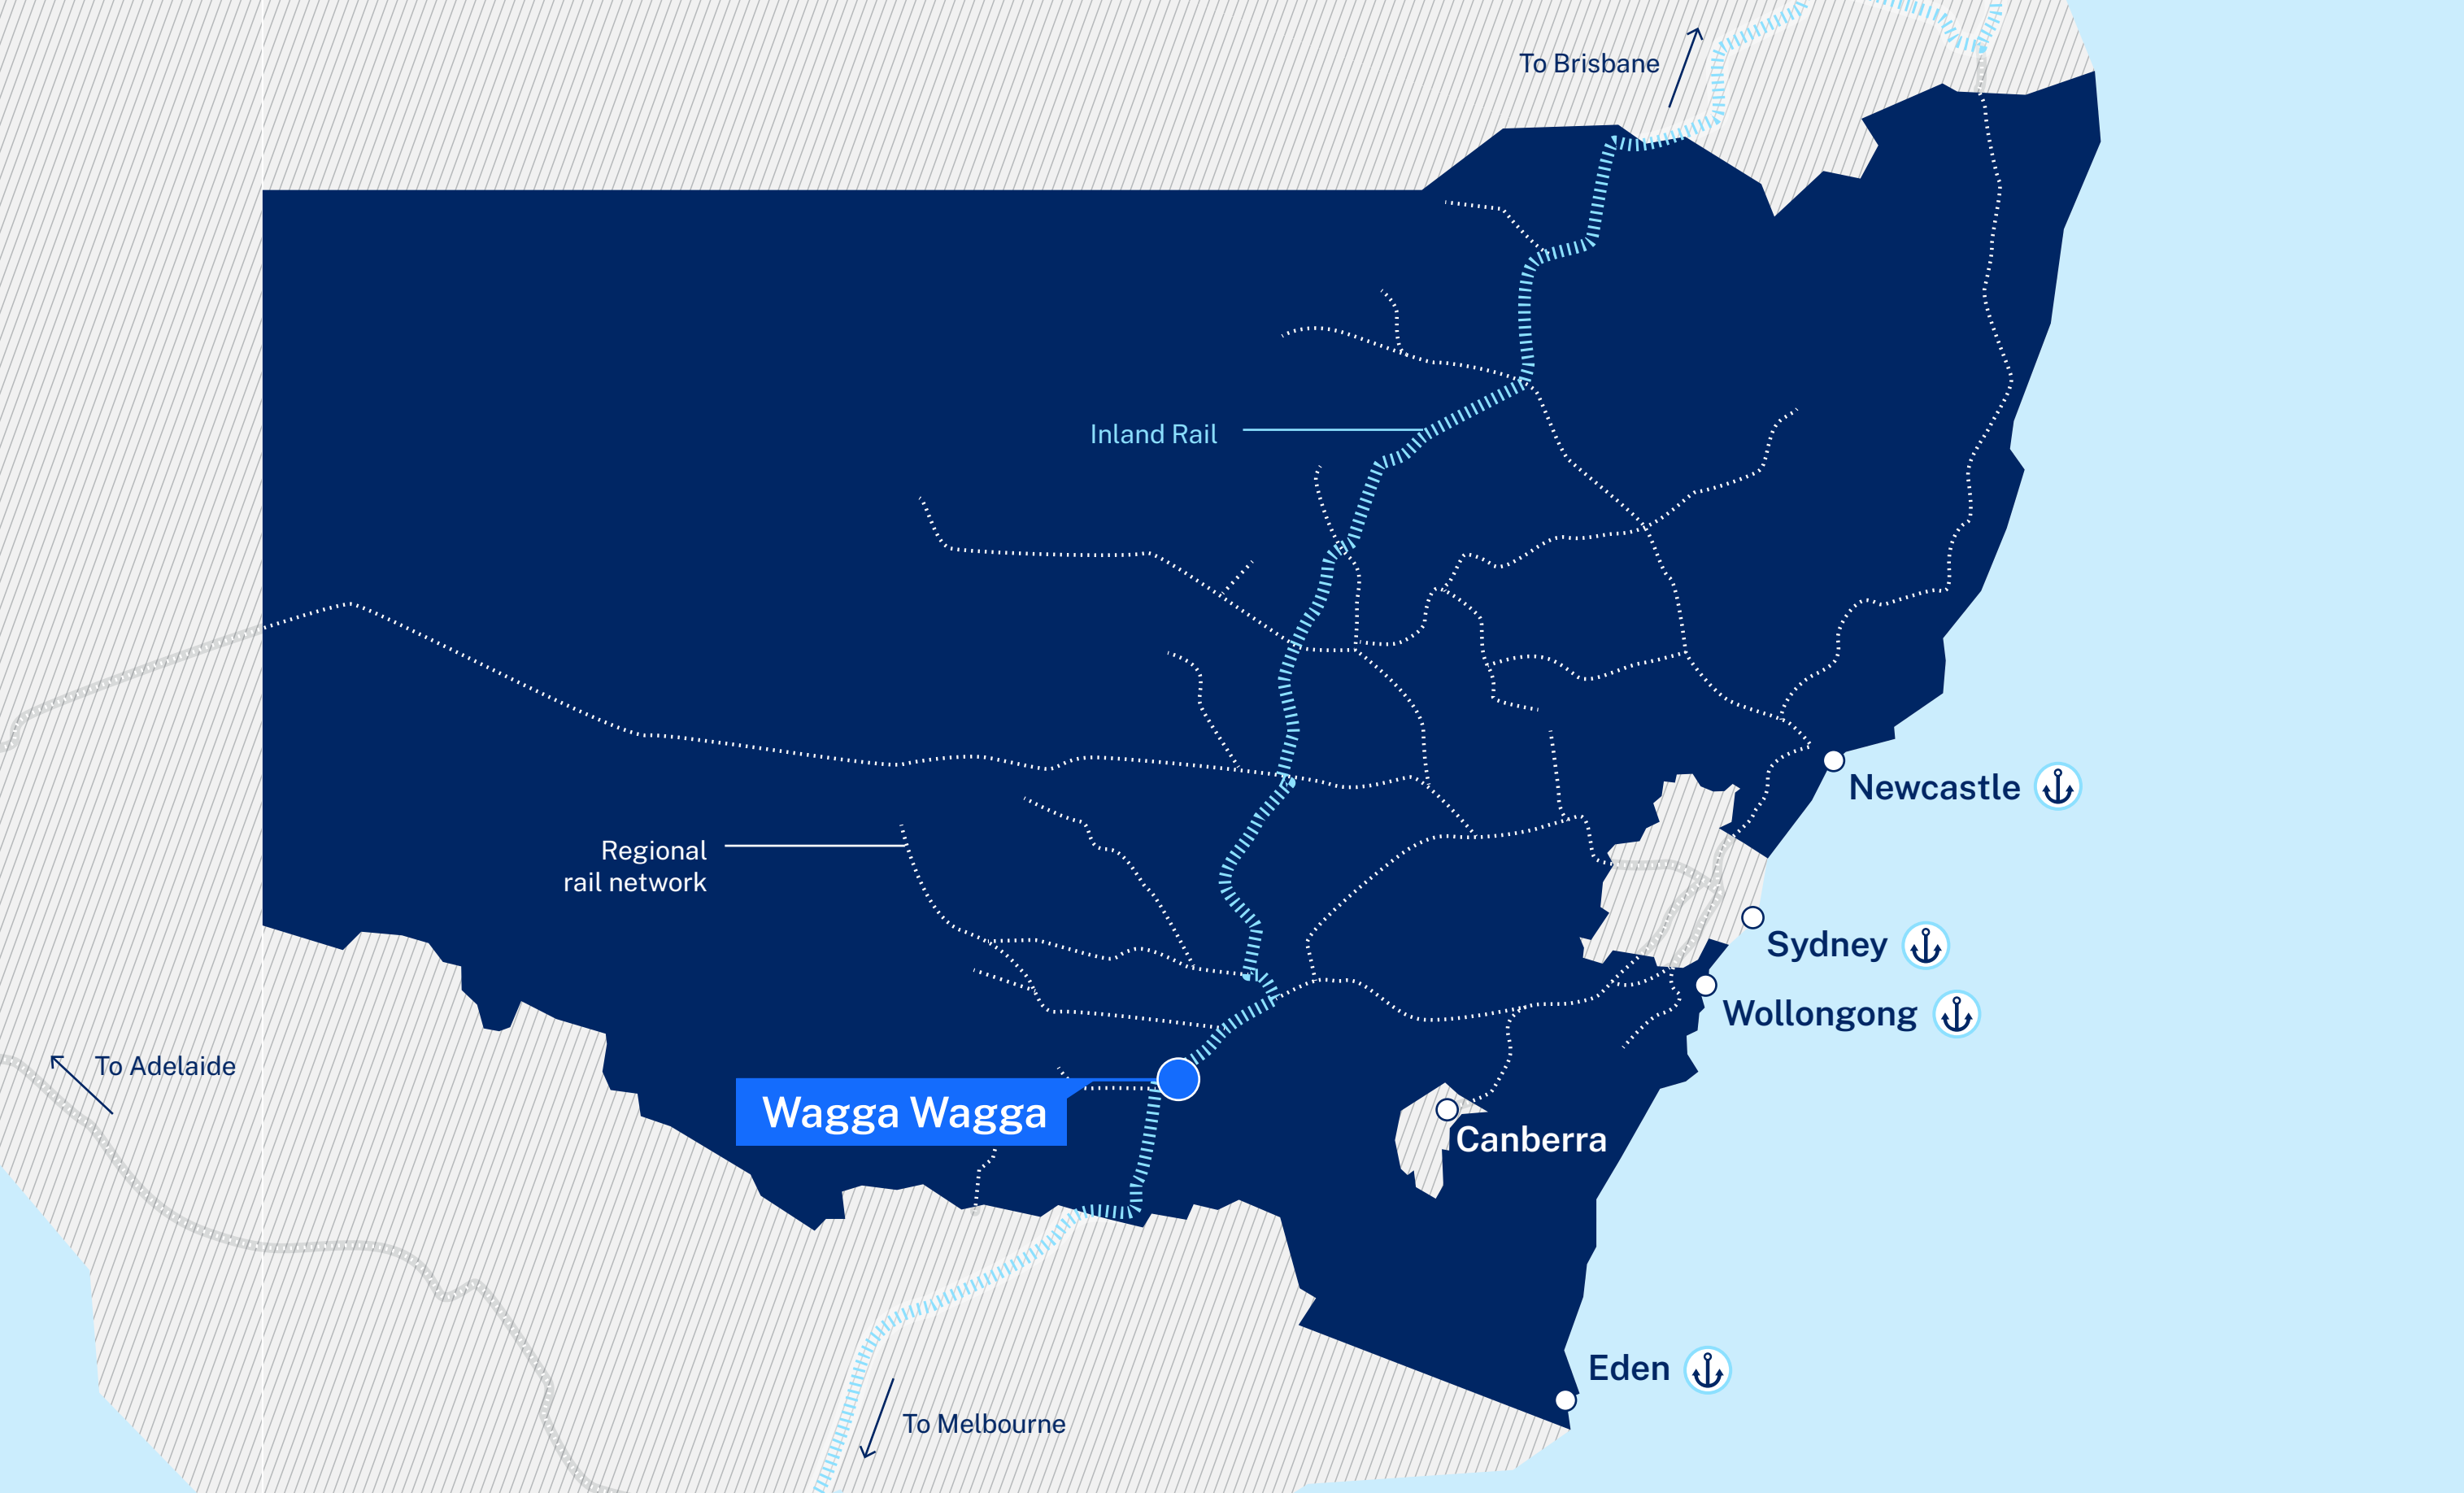 To Brisbane
Inland Rail
Newcastle
Regional
rail network
Sydney
Wollongong
To Adelaide
Wagga Wagga
Canberra
Eden
To Melbourne